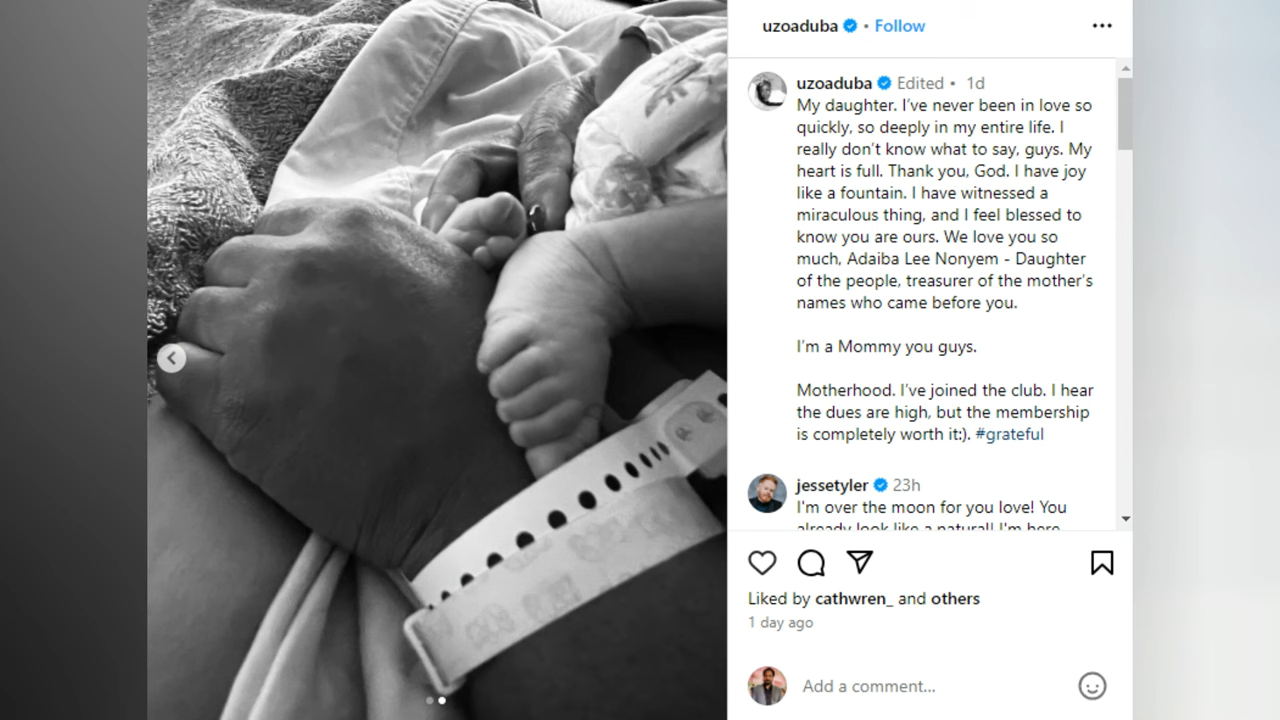 uzoaduba • Follow
uzoaduba Edited • 1d
My daughter. I've never been in love so
quickly, so deeply in my entire life. I
really don't know what to say, guys. My
heart is full. Thank you, God. I have joy
like a fountain. I have witnessed a
miraculous thing, and I feel blessed to
know you are ours. We love you so
much, Adaiba Lee Nonyem - Daughter
of the people, treasurer of the mother's
names who came before you.
I'm a Mommy you guys.
Motherhood. I've joined the club. I hear
the dues are high, but the membership
is completely worth it:). #grateful
jessetyler 23h
I'm over the moon for you love! You
already look like a natural! I'm here
Liked by cathwren_ and others
1 day ago
Add a comment...